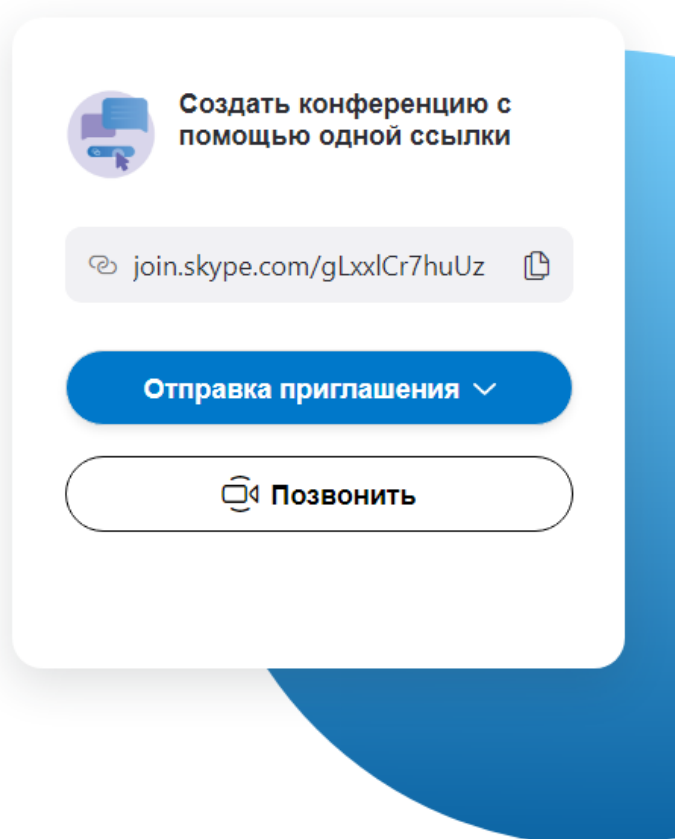 Создать конференцию с
помощью одной ссылки
join.skype.com/gLxxlCr7huUz
Отправка приглашения
Позвонить